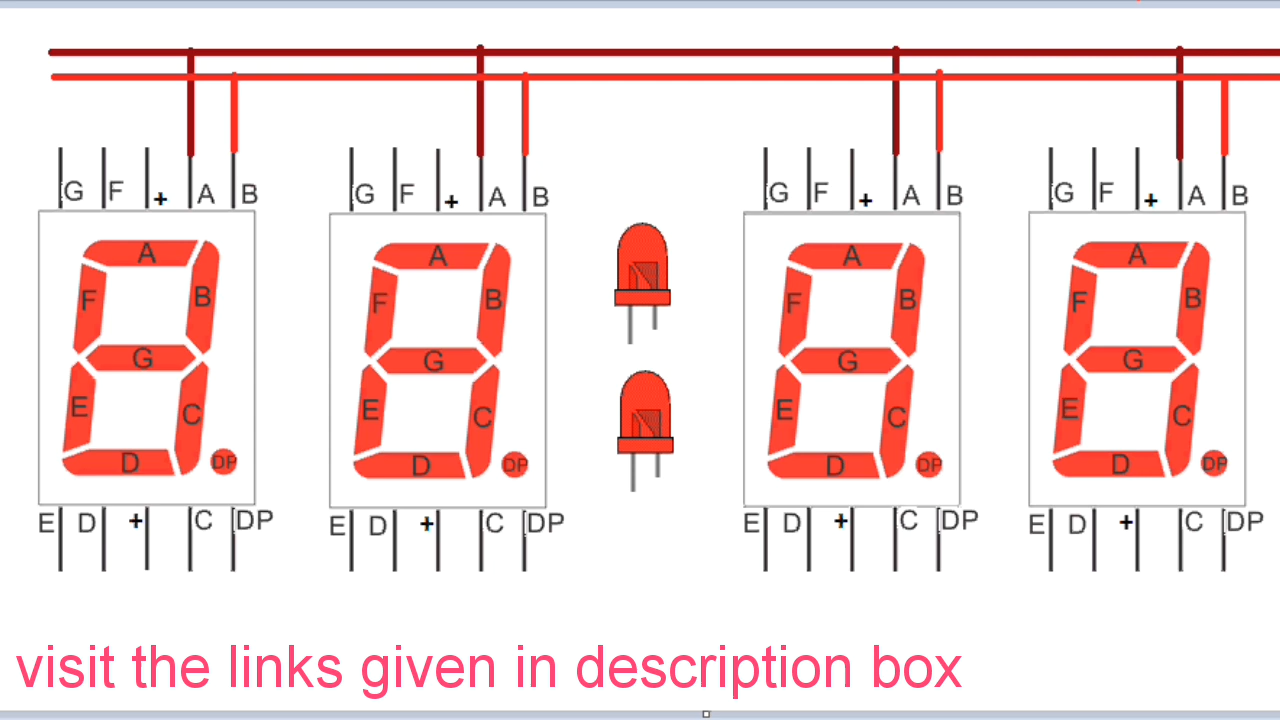 G F + A B G F + A B G F + A B G F + A B
A A A A
F B F B F B F B
G G G G
E C E C E C E C
D DP D DP D DP D DP
E D + C DP E D + C DP E D + C DP E D + C DP
visit the links given in description box